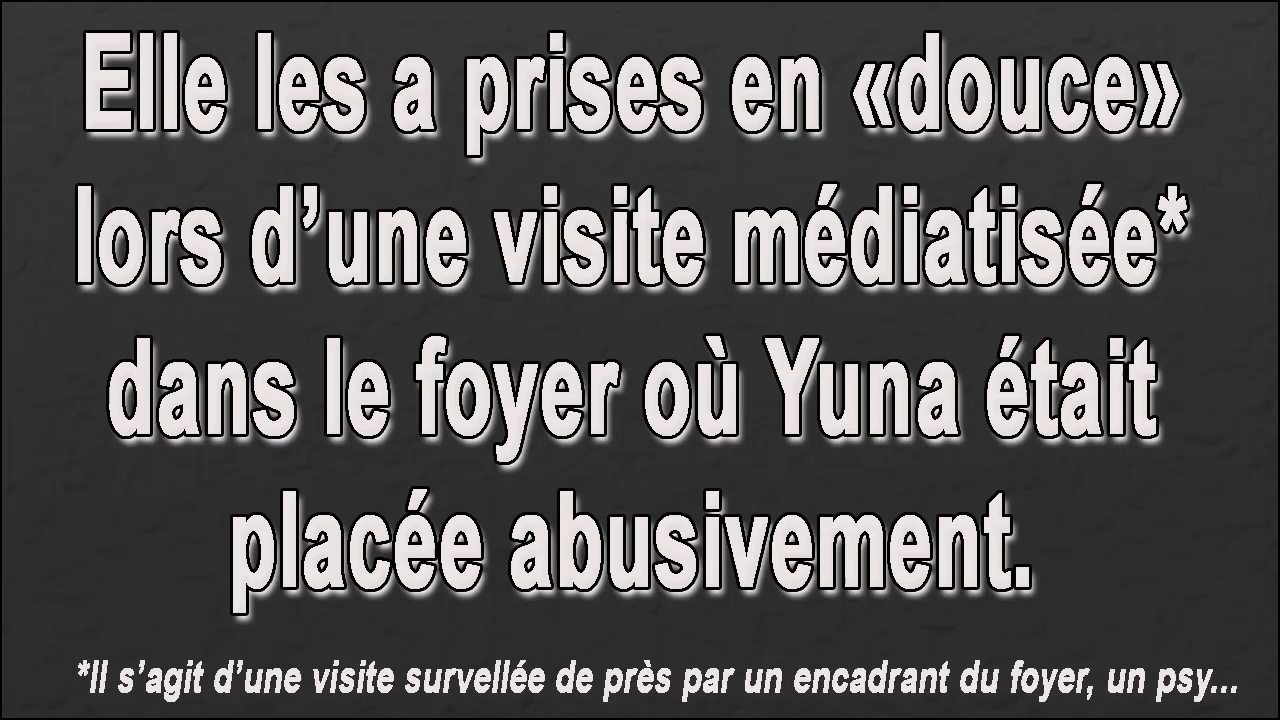 Elle les a prises en «douce»
lors d’une visite médiatisée*
dans le foyer où Yuna était
placée abusivement.
*Il s’agit d’une visite survellée de près par un encadrant du foyer, un psy...